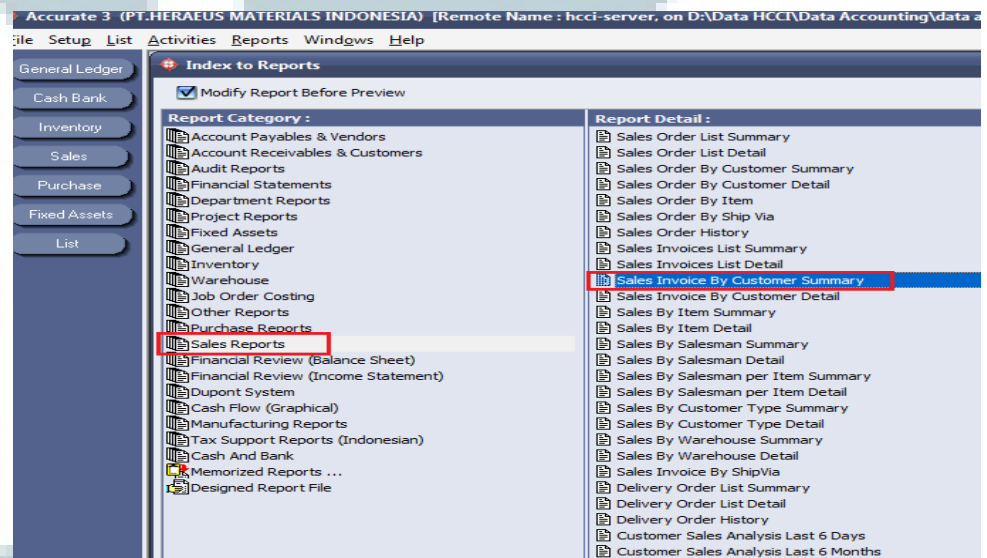 Accurate 3 (PT.HERAEUS MATERIALS INDONESIA) [Remote Name : hcci-server, on D:\Data HCCI\Data Accounting\data a
File Setup List Activities Reports Windows Help
General Ledger
Cash Bank
Inventory
Sales
Purchase
Fixed Assets
List
Index to Reports
Modify Report Before Preview
Report Category :
Account Payables & Vendors
Account Receivables & Customers
Audit Reports
Financial Statements
Department Reports
Project Reports
Fixed Assets
General Ledger
Inventory
Warehouse
Job Order Costing
Other Reports
Purchase Reports
Sales Reports
Financial Review (Balance Sheet)
Financial Review (Income Statement)
Dupont System
Cash Flow (Graphical)
Manufacturing Reports
Tax Support Reports (Indonesian)
Cash And Bank
Memorized Reports ...
Designed Report File
Report Detail :
Sales Order List Summary
Sales Order List Detail
Sales Order By Customer Summary
Sales Order By Customer Detail
Sales Order By Item
Sales Order By Ship Via
Sales Order History
Sales Invoices List Summary
Sales Invoices List Detail
Sales Invoice By Customer Summary
Sales Invoice By Customer Detail
Sales By Item Summary
Sales By Item Detail
Sales By Salesman Summary
Sales By Salesman Detail
Sales By Salesman per Item Summary
Sales By Salesman per Item Detail
Sales By Customer Type Summary
Sales By Customer Type Detail
Sales By Warehouse Summary
Sales By Warehouse Detail
Sales Invoice By ShipVia
Delivery Order List Summary
Delivery Order List Detail
Delivery Order History
Customer Sales Analysis Last 6 Days
Customer Sales Analysis Last 6 Months